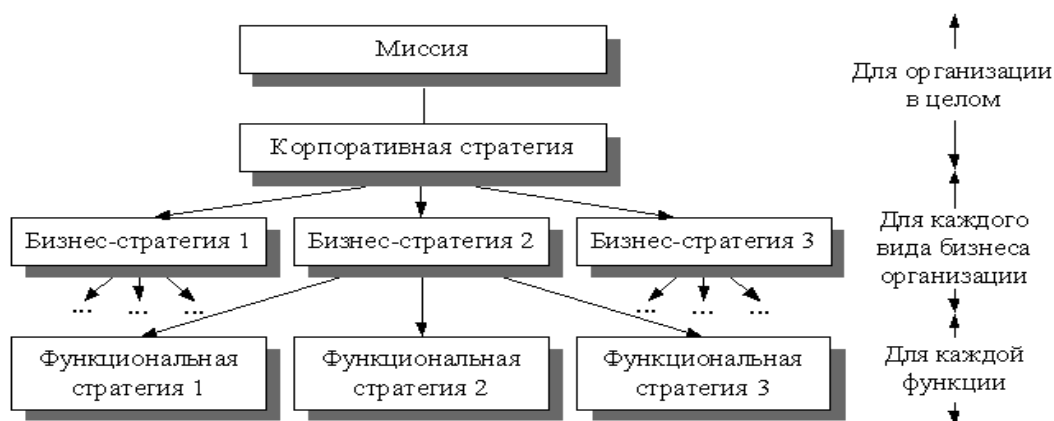 Миссия
Для организации
в целом
Корпоративная стратегия
Бизнес-стратегия 1
Бизнес-стратегия 2
Бизнес-стратегия 3
Для каждого
вида бизнеса
организации
... ... ...
... ... ...
Функциональная
стратегия 1
Функциональная
стратегия 2
Функциональная
стратегия 3
Для каждой
функции